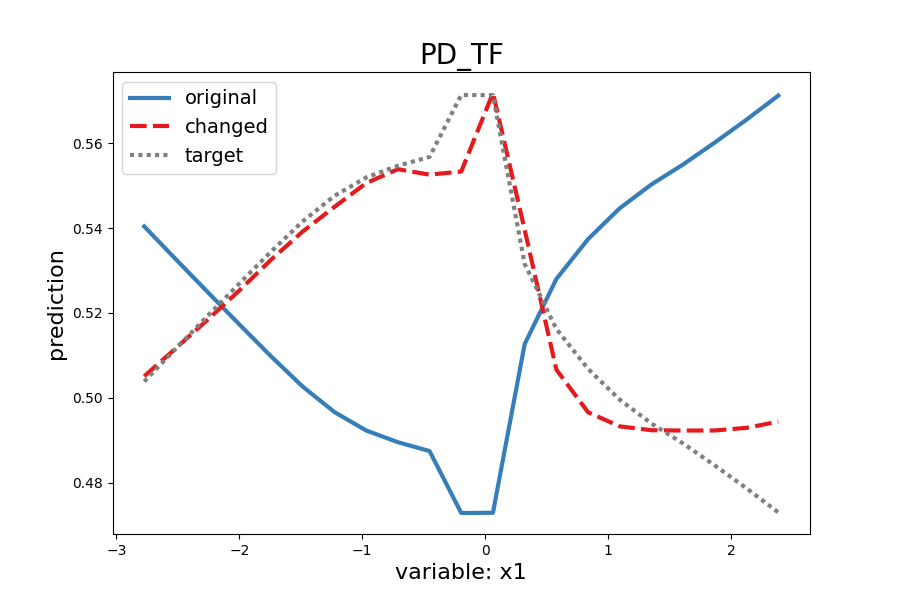 PD_TF
original
changed
target
prediction
0.56
0.54
0.52
0.50
0.48
−3
−2
−1
0
1
2
variable: x1